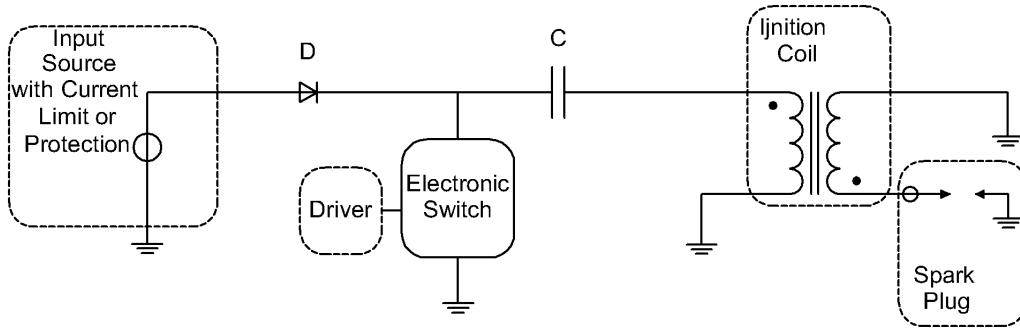 Input
Source
with Current
Limit or
Protection
D
C
Ijnition
Coil
Driver
Electronic
Switch
Spark
Plug